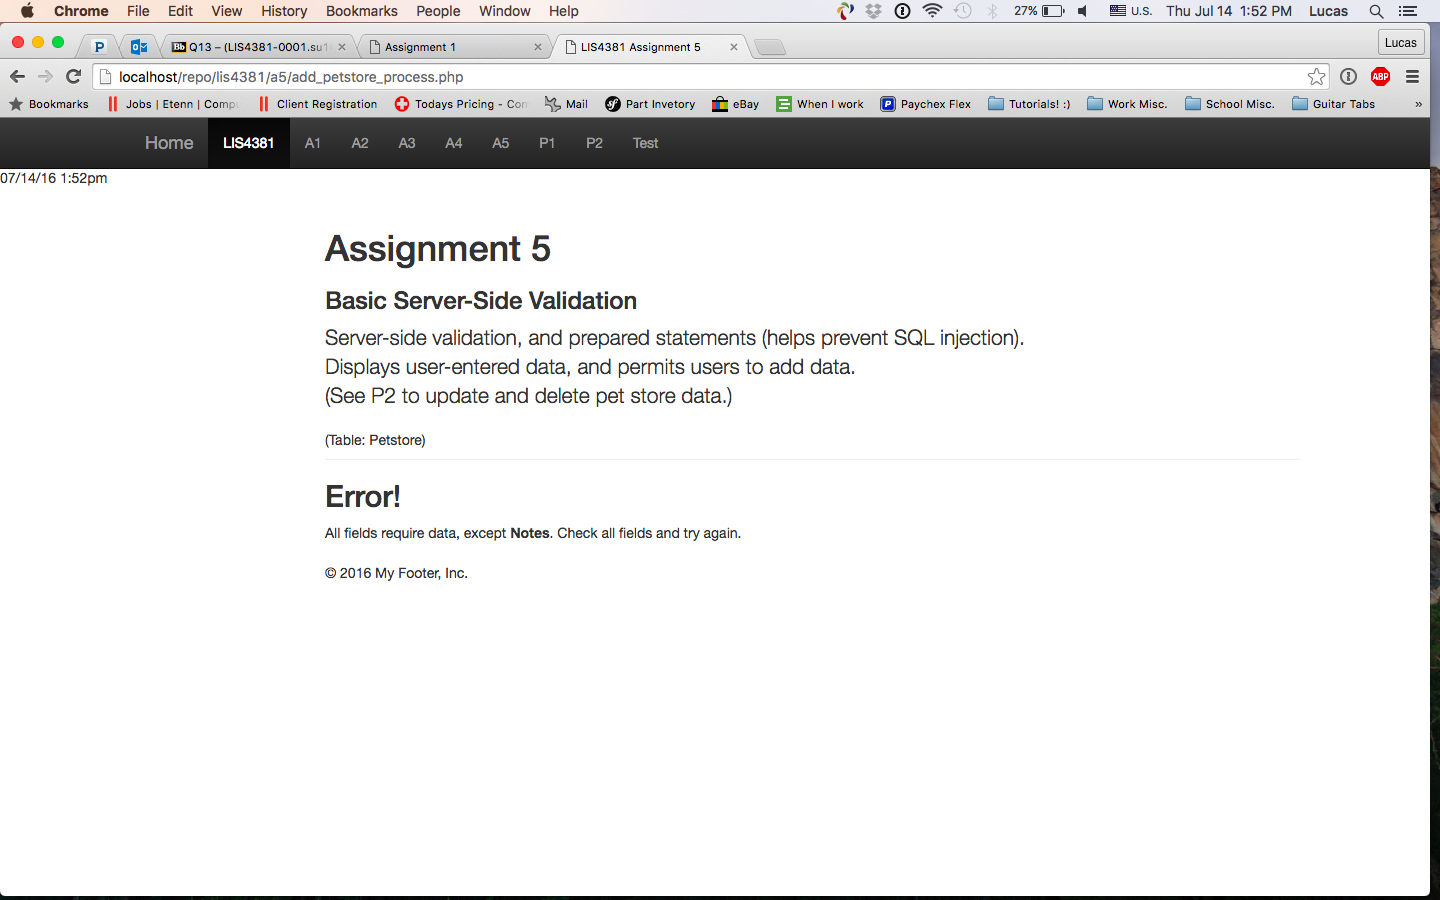 Chrome File Edit View History Bookmarks People Window Help 27% U.S. Thu Jul 14 1:52 PM Lucas
P Bb Q13 – (LIS4381-0001.su1 Assignment 1 LIS4381 Assignment 5 Lucas
localhost/repo/lis4381/a5/add_petstore_process.php ABP
Bookmarks Jobs | Etenn | Compu Client Registration Todays Pricing - Con Mail Part Invetory eBay When I work P Paychex Flex Tutorials! :) Work Misc. School Misc. Guitar Tabs »
Home LIS4381 A1 A2 A3 A4 A5 P1 P2 Test
07/14/16 1:52pm
Assignment 5
Basic Server-Side Validation
Server-side validation, and prepared statements (helps prevent SQL injection).
Displays user-entered data, and permits users to add data.
(See P2 to update and delete pet store data.)
(Table: Petstore)
Error!
All fields require data, except Notes. Check all fields and try again.
© 2016 My Footer, Inc.